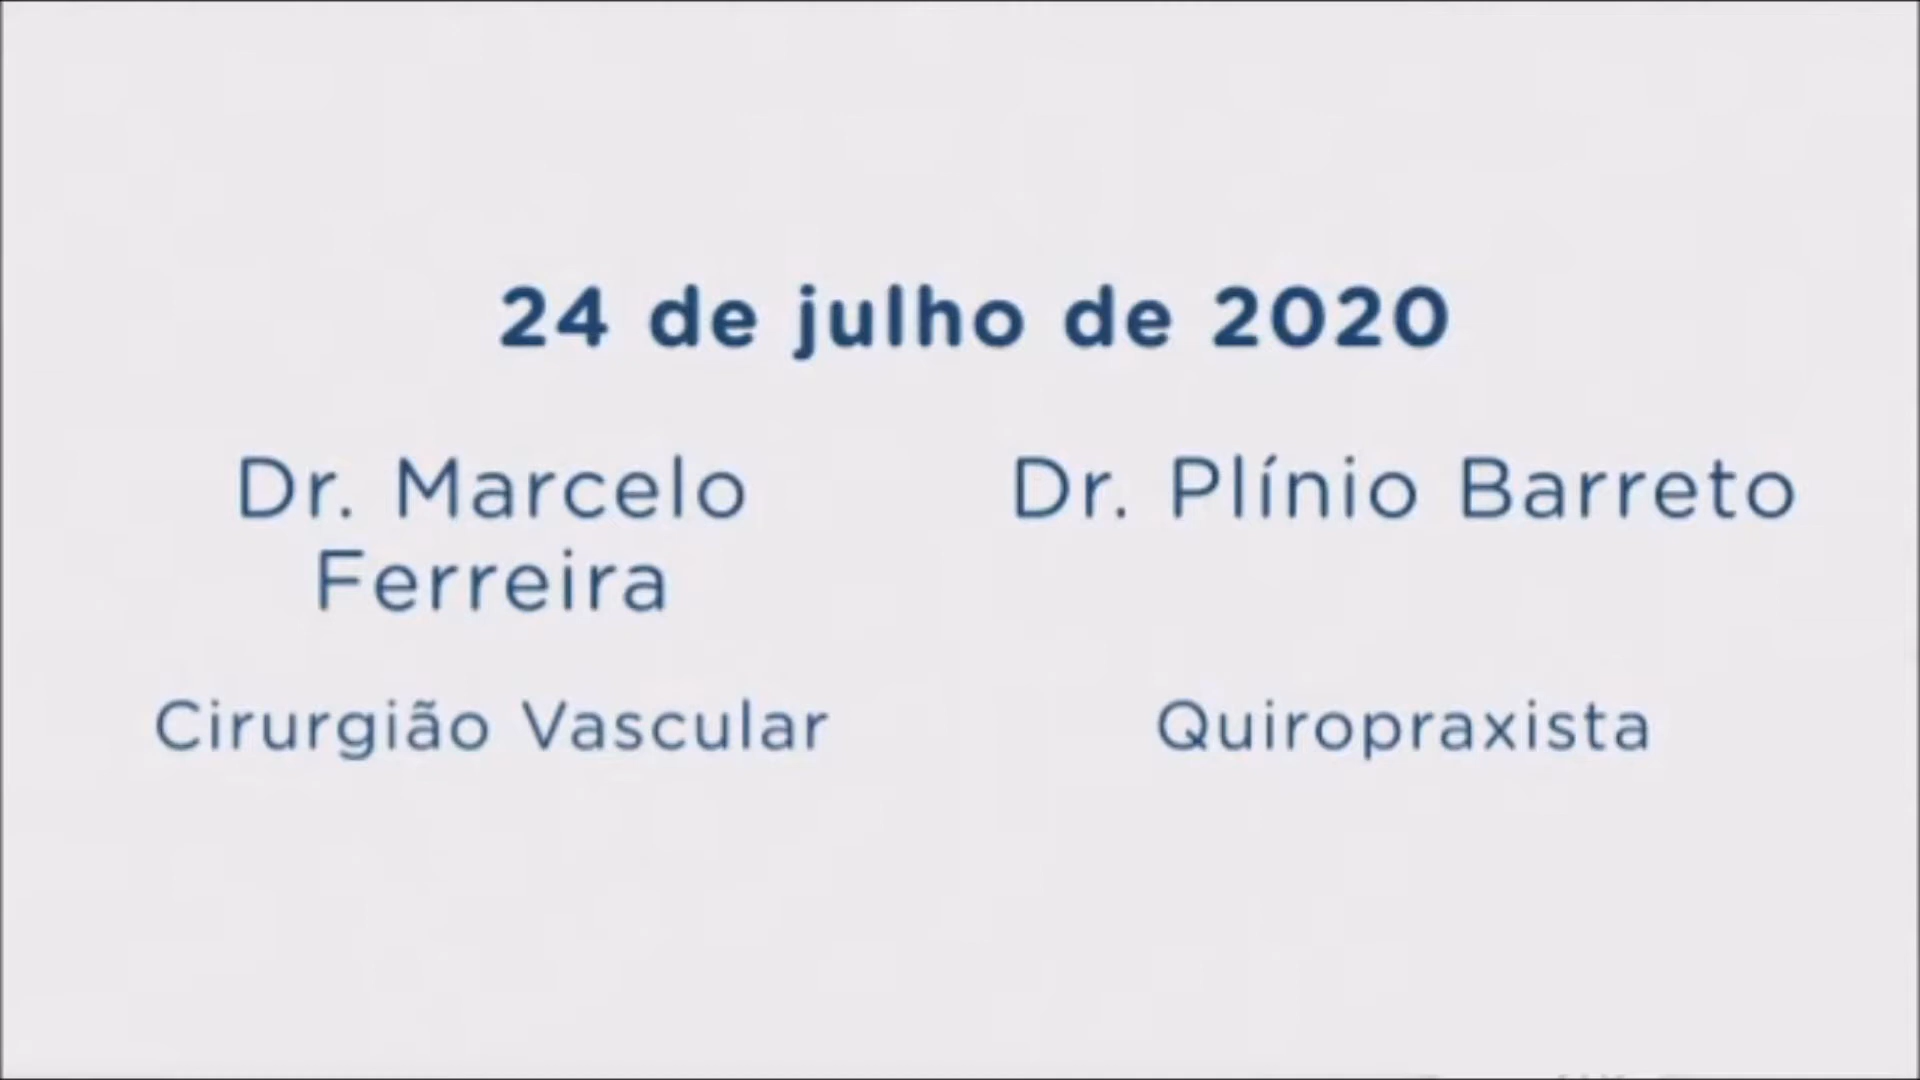 24 de julho de 2020
Dr. Marcelo
Ferreira
Cirurgião Vascular
Dr. Plínio Barreto
Quiropraxista